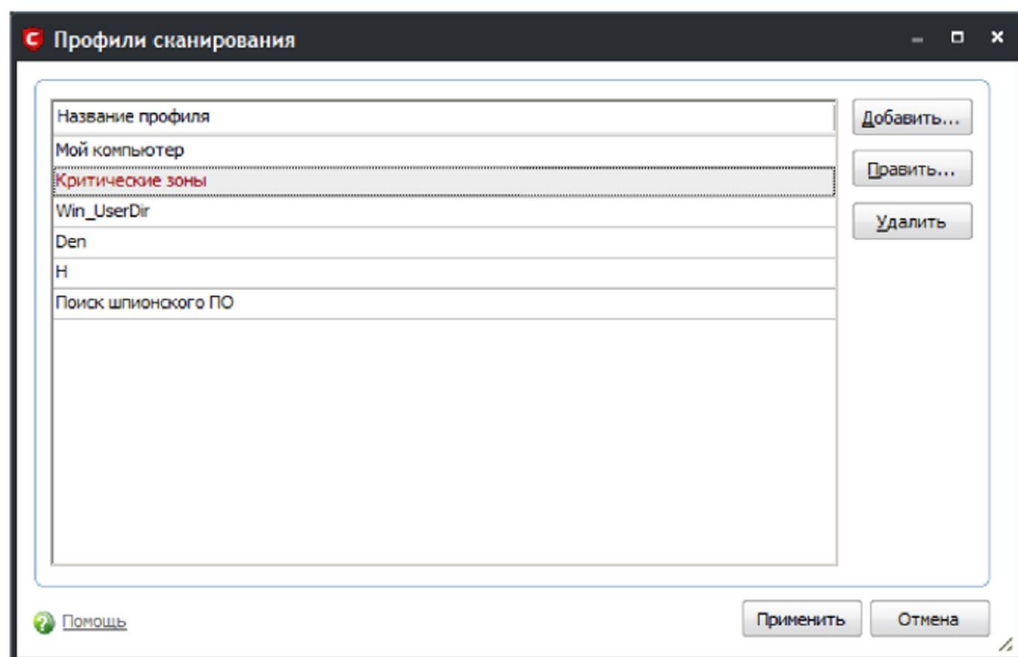 Профили сканирования
Название профиля
Мой компьютер
Критические зоны
Win_UserDir
Den
H
Поиск шпионского ПО
Добавить...
Править...
Удалить
Помощь
Применить
Отмена